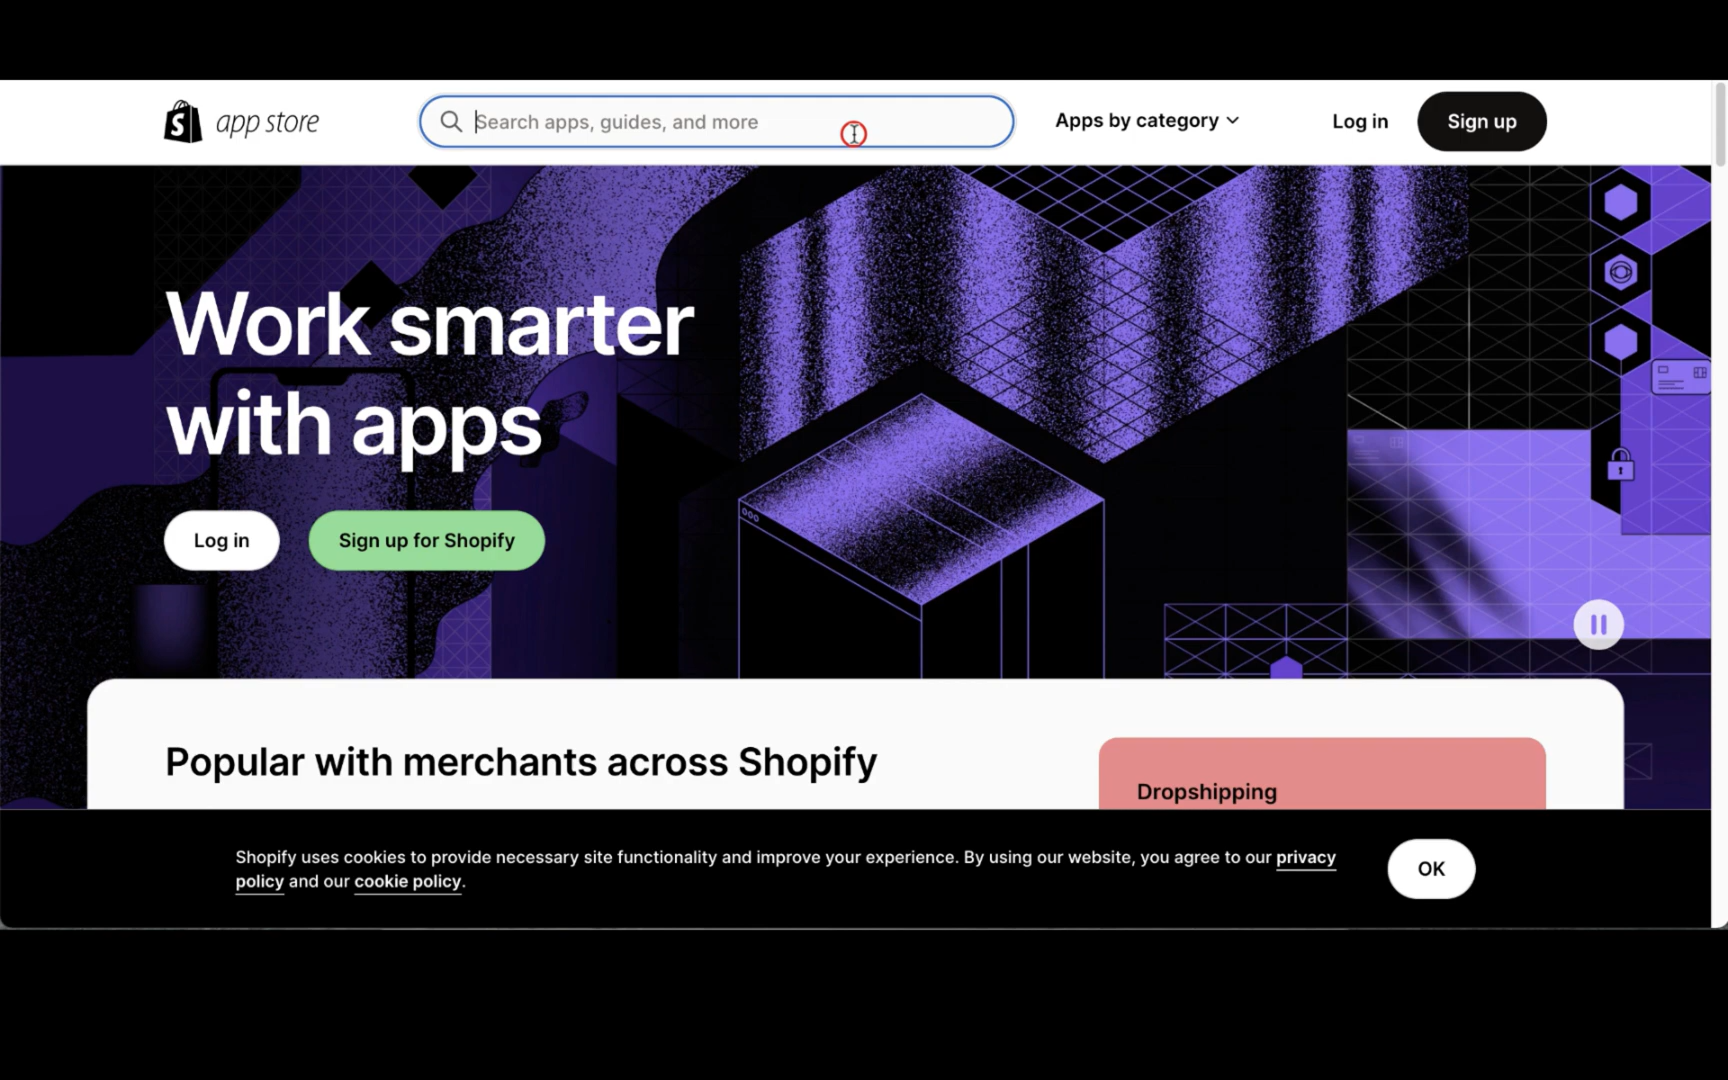 app store
Search apps, guides, and more
Apps by category
Log in
Sign up
Work smarter
with apps
Log in
Sign up for Shopify
Popular with merchants across Shopify
Dropshipping
Shopify uses cookies to provide necessary site functionality and improve your experience. By using our website, you agree to our privacy
policy and our cookie policy.
OK